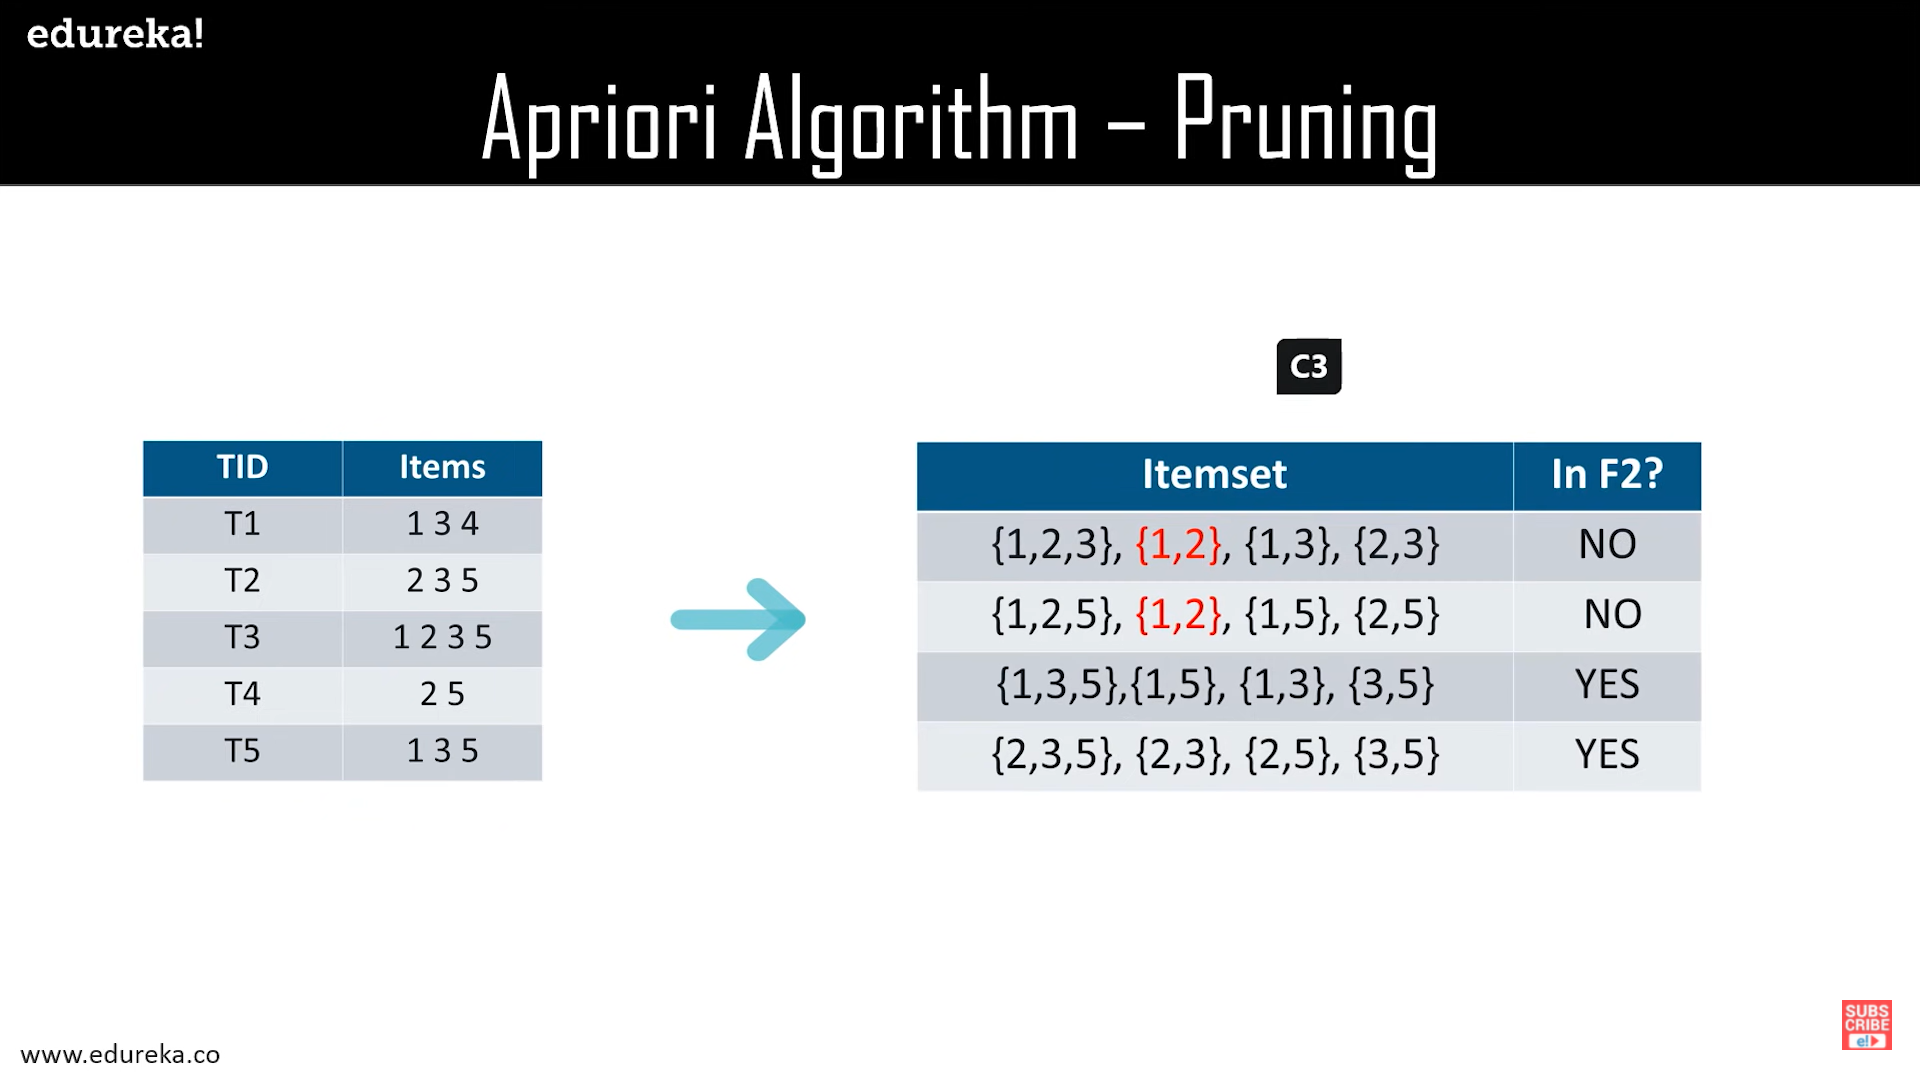 edureka!
Apriori Algorithm – Pruning
C3
TID Items
T1 1 3 4
T2 2 3 5
T3 1 2 3 5
T4 2 5
T5 1 3 5
Itemset In F2?
{1,2,3}, {1,2}, {1,3}, {2,3} NO
{1,2,5}, {1,2}, {1,5}, {2,5} NO
{1,3,5},{1,5}, {1,3}, {3,5} YES
{2,3,5}, {2,3}, {2,5}, {3,5} YES
SUBS
CRIBE
e!
www.edureka.co